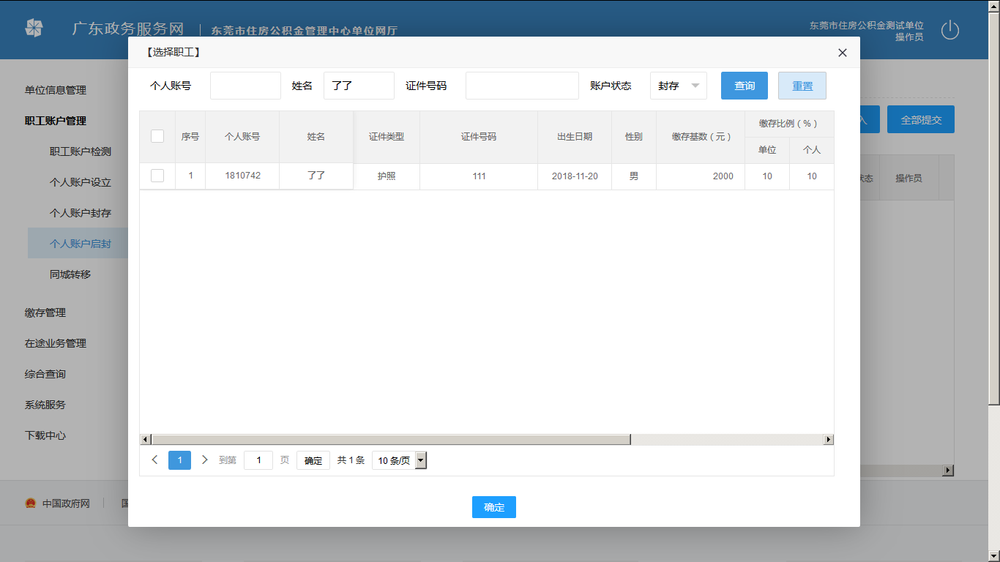 广东政务服务网 东莞市住房公积金管理中心单位网厅
东莞市住房公积金测试单位
操作员
单位信息管理
职工账户管理
职工账户检测
个人账户设立
个人账户封存
个人账户启封
同城转移
缴存管理
在途业务管理
综合查询
系统服务
下载中心
入 全部提交
状态 操作员
【选择职工】
个人账号 姓名 了了 证件号码 账户状态 封存 查询 重置
序号 个人账号 姓名 证件类型 证件号码 出生日期 性别 缴存基数（元） 缴存比例（%）
单位 个人
1 1810742 了了 护照 111 2018-11-20 男 2000 10 10
1 到第 1 页 确定 共 1 条 10 条/页
确定
中国政府网